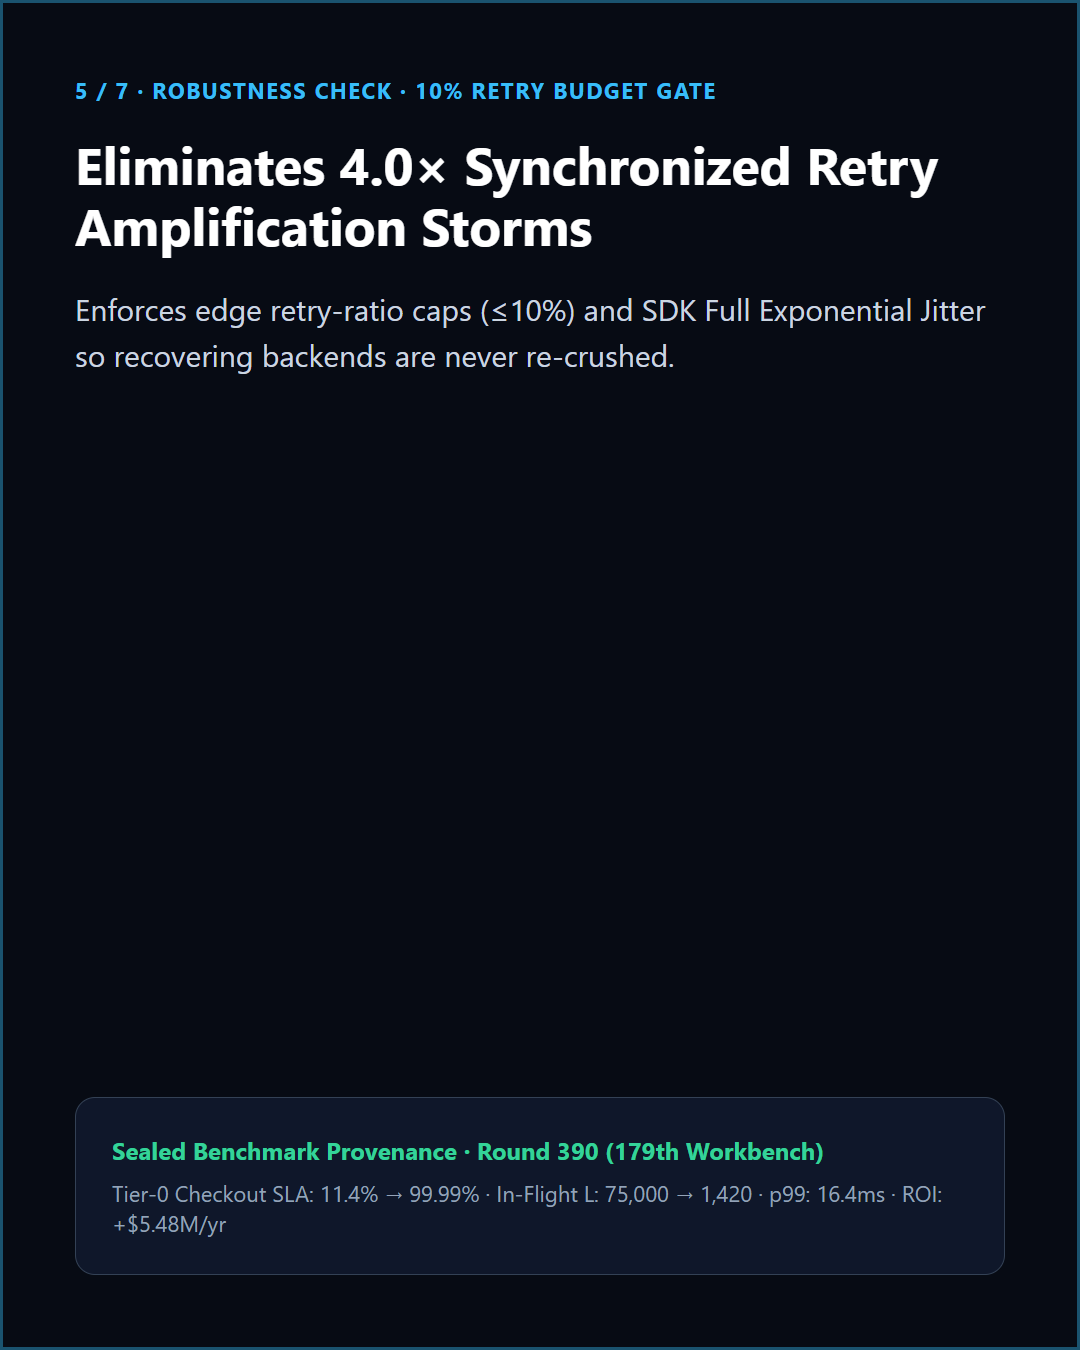 5 / 7 · ROBUSTNESS CHECK · 10% RETRY BUDGET GATE
Eliminates 4.0× Synchronized Retry
Amplification Storms
Enforces edge retry-ratio caps (≤10%) and SDK Full Exponential Jitter
so recovering backends are never re-crushed.
Sealed Benchmark Provenance · Round 390 (179th Workbench)
Tier-0 Checkout SLA: 11.4% → 99.99% · In-Flight L: 75,000 → 1,420 · p99: 16.4ms · ROI:
+$5.48M/yr